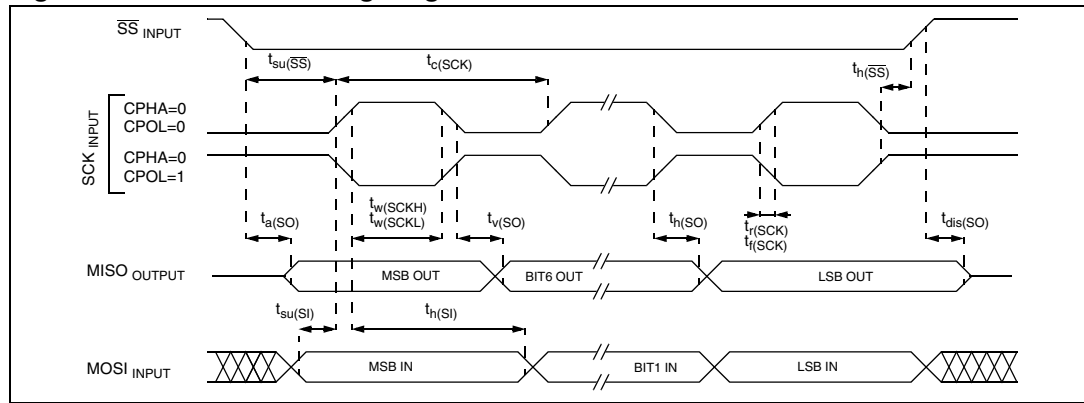 SS INPUT
tsu(SS)
tc(SCK)
th(SS)
SCK INPUT
CPHA=0
CPOL=0
CPHA=0
CPOL=1
ta(SO)
tw(SCKH)
tw(SCKL)
tv(SO)
th(SO)
tr(SCK)
tf(SCK)
tdis(SO)
MISO OUTPUT
MSB OUT
BIT6 OUT
LSB OUT
tsu(SI)
th(SI)
MOSI INPUT
MSB IN
BIT1 IN
LSB IN